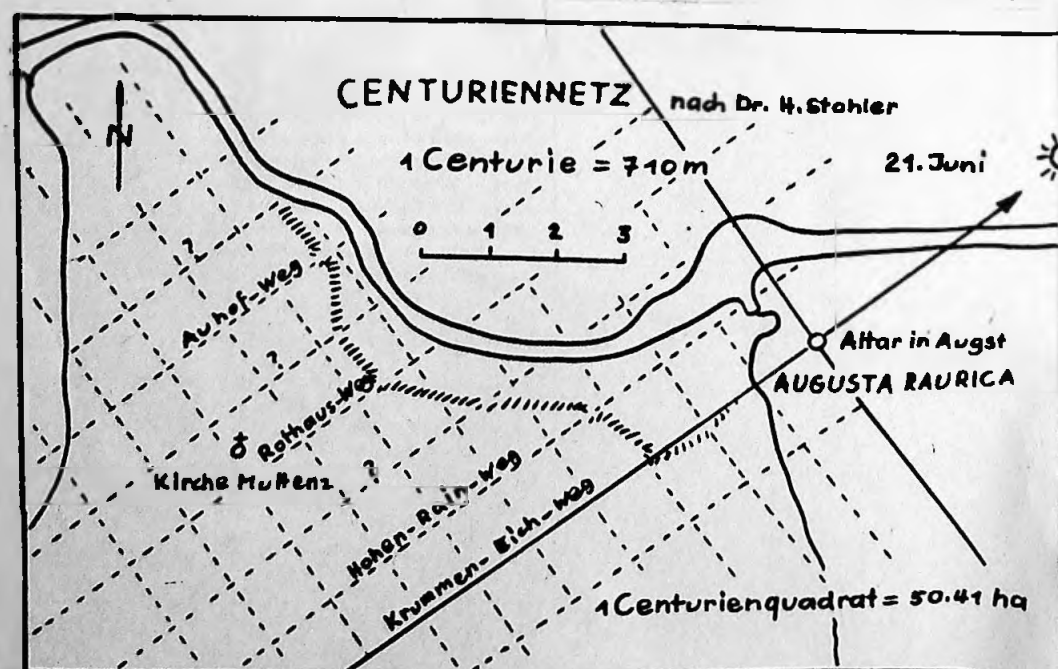 CENTURIENNETZ nach Dr. H. Stohler
N
1 Centurie = 710 m
21. Juni
0 1 2 3
?
Auhof-Weg
?
Altar in Augst
AUGUSTA RAURICA
Rothaus-Weg
Kirche Muttenz
?
Hohen-Rain-Weg
Krummen-Eich-Weg
1 Centurienquadrat = 50.41 ha